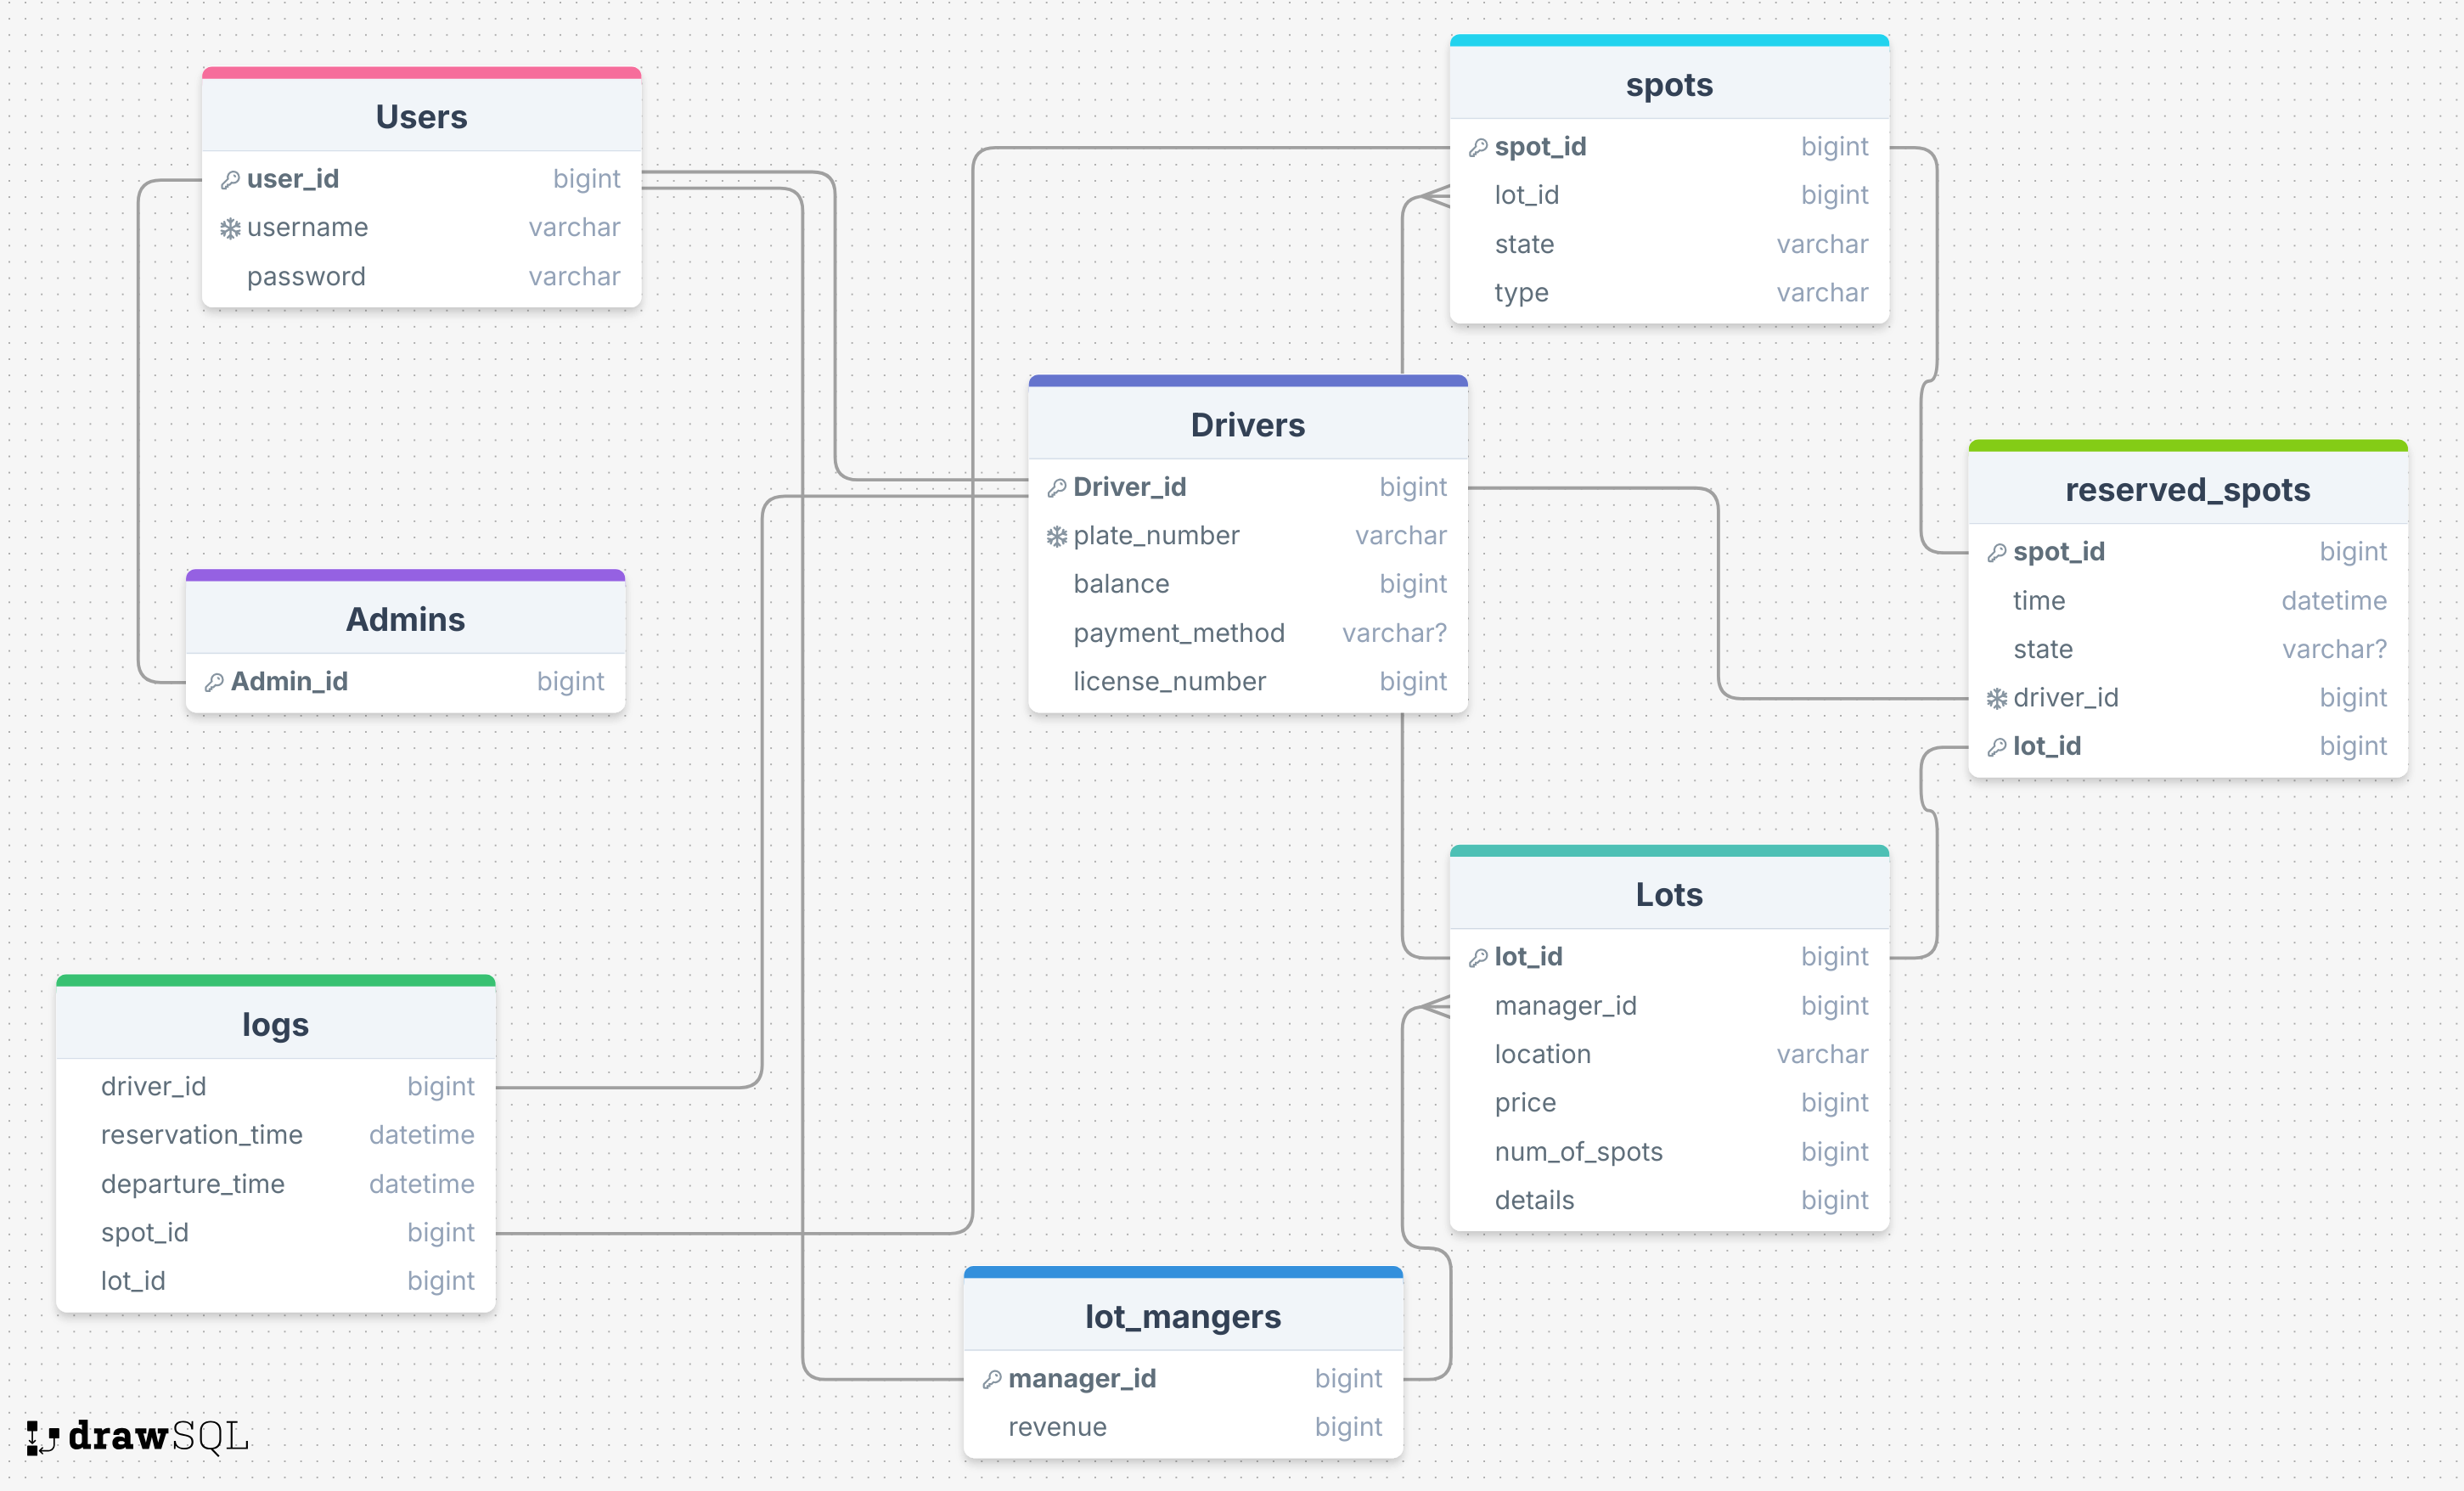 Users
user_id bigint
username varchar
password varchar
spots
spot_id bigint
lot_id bigint
state varchar
type varchar
Drivers
Driver_id bigint
plate_number varchar
balance bigint
payment_method varchar?
license_number bigint
reserved_spots
spot_id bigint
time datetime
state varchar?
driver_id bigint
lot_id bigint
Admins
Admin_id bigint
Lots
lot_id bigint
manager_id bigint
location varchar
price bigint
num_of_spots bigint
details bigint
logs
driver_id bigint
reservation_time datetime
departure_time datetime
spot_id bigint
lot_id bigint
lot_mangers
manager_id bigint
revenue bigint
drawSQL